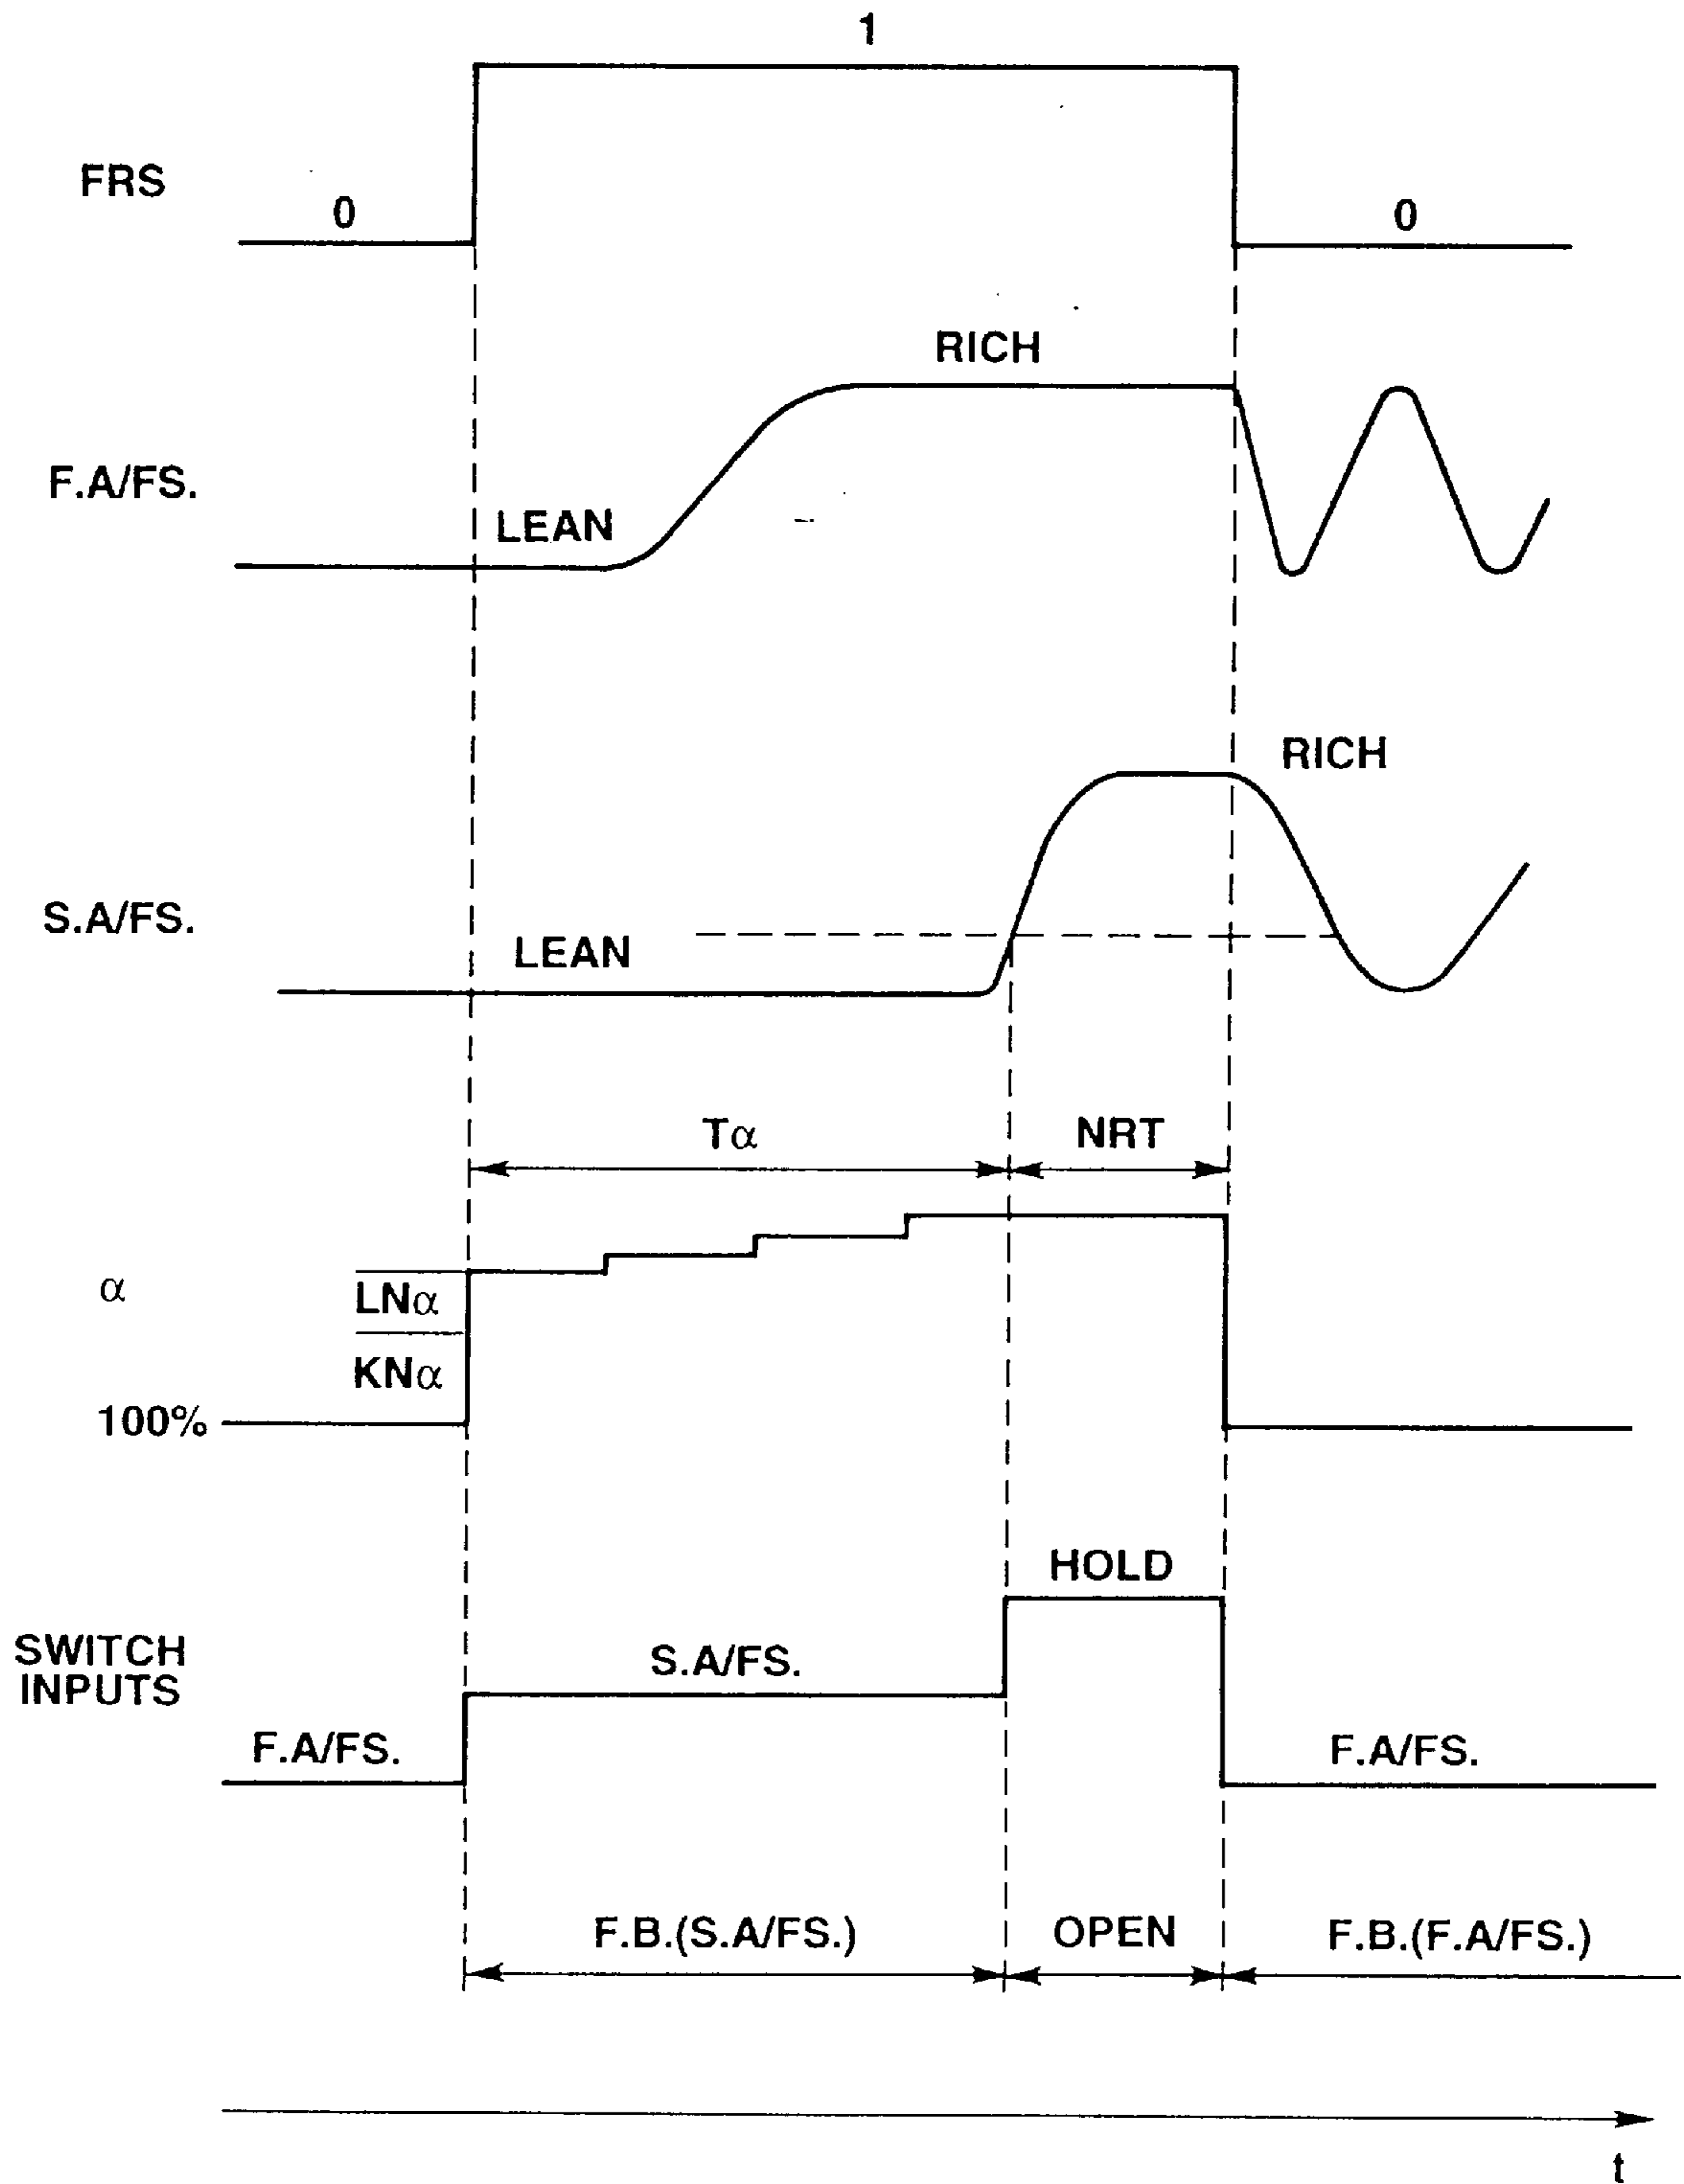 1
FRS
0
0
RICH
F.A/FS.
LEAN
RICH
S.A/FS.
LEAN
Tα
NRT
α
LNα
KNα
100%
HOLD
SWITCH
INPUTS
S.A/FS.
F.A/FS.
F.A/FS.
F.B.(S.A/FS.)
OPEN
F.B.(F.A/FS.)
t